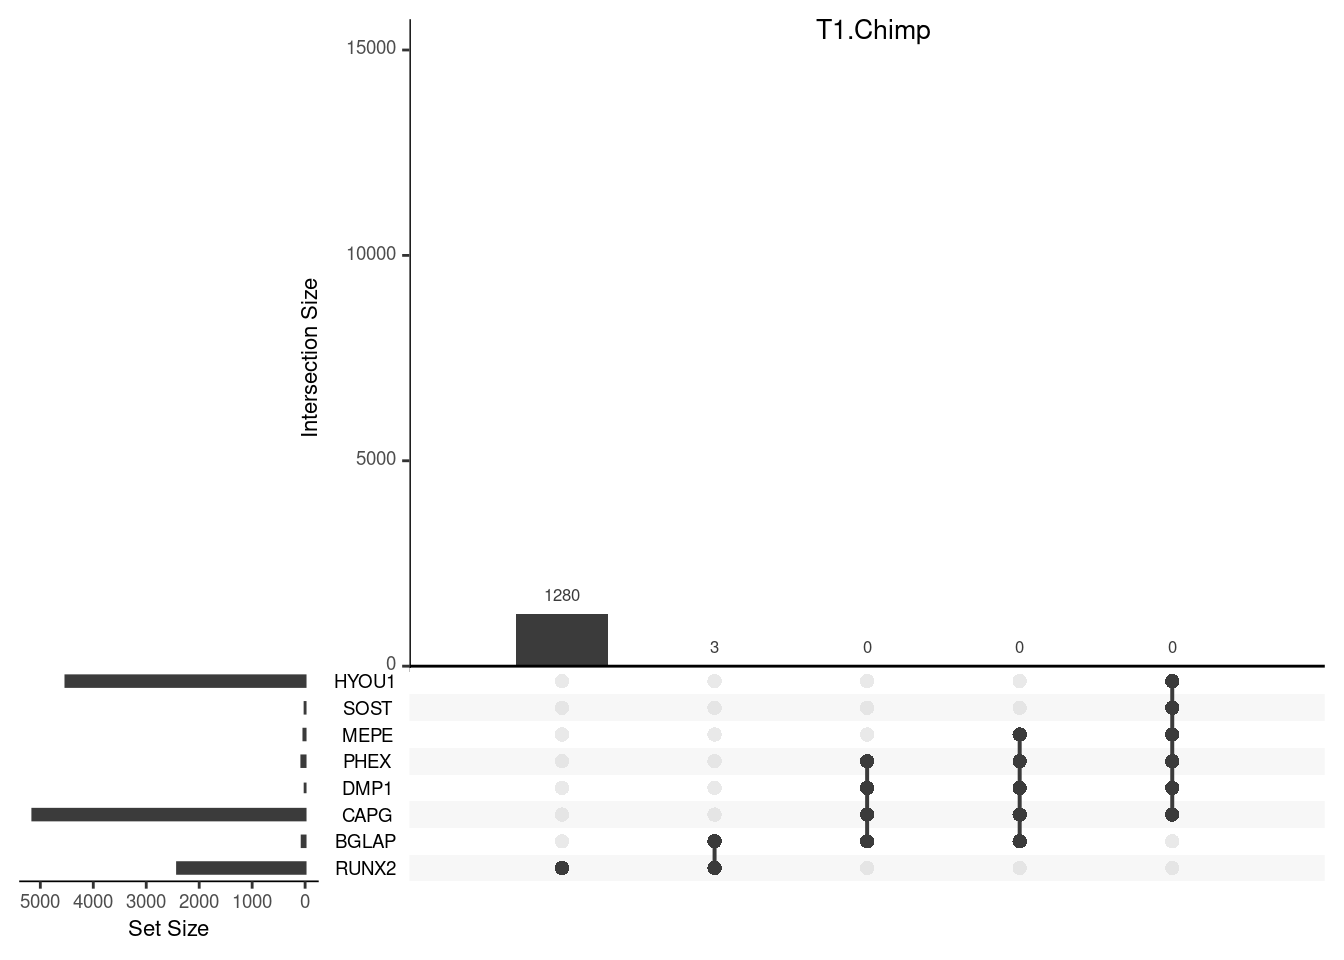 T1.Chimp
15000
10000
5000
0
Intersection Size
1280
3
0
0
0
HYOU1
SOST
MEPE
PHEX
DMP1
CAPG
BGLAP
RUNX2
5000 4000 3000 2000 1000 0
Set Size